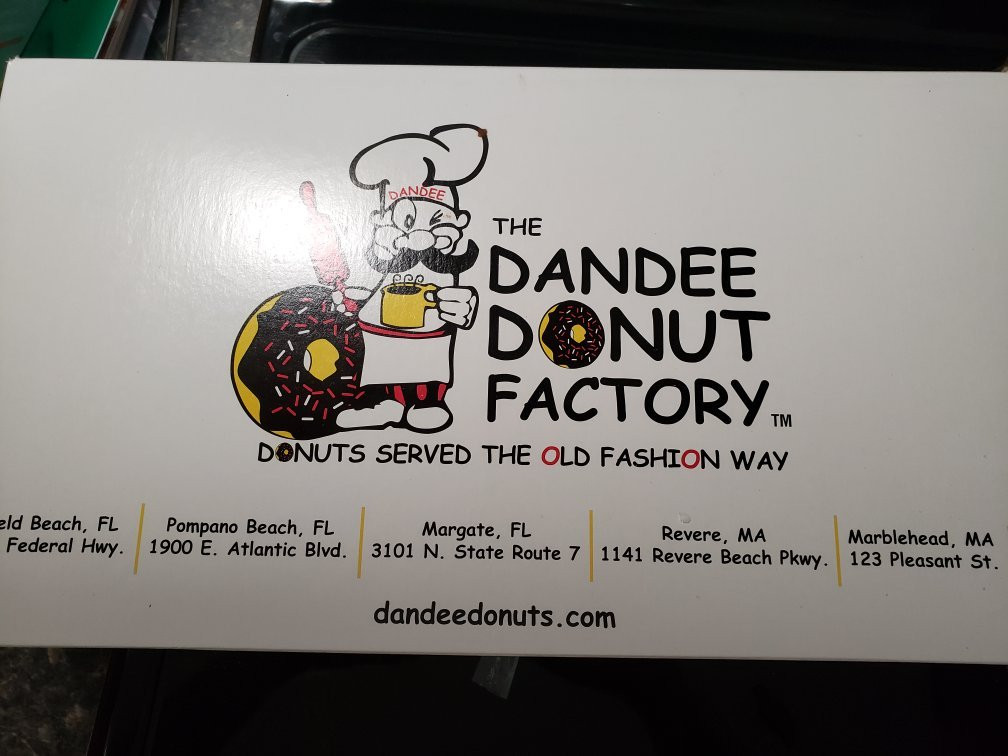 DANDEE
THE
DANDEE
DONUT
FACTORY TM
DONUTS SERVED THE OLD FASHION WAY
Beach, FL
Federal Hwy.
Pompano Beach, FL
1900 E. Atlantic Blvd.
Margate, FL
3101 N. State Route 7
Revere, MA
1141 Revere Beach Pkwy.
Marblehead, MA
123 Pleasant St.
dandeedonuts.com